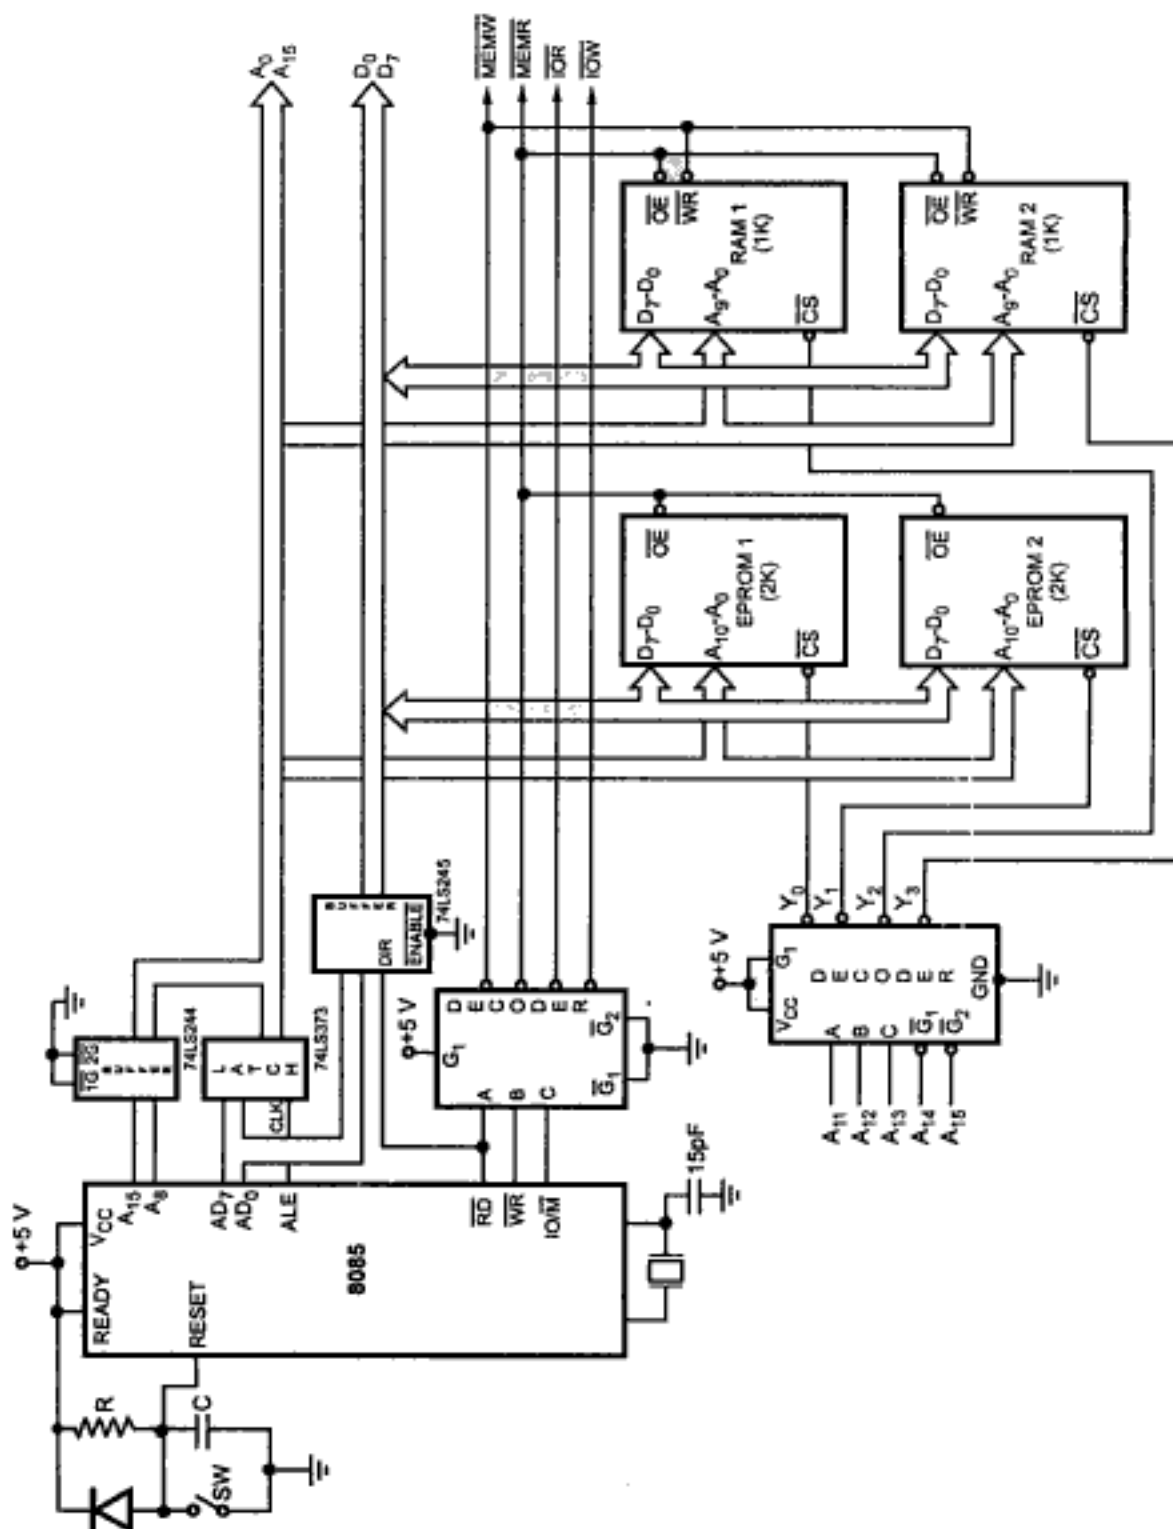 A0
A15
D0
D7
MEMW
MEMR
IOR
IOW
OE
WR
D7-D0
A9-A0
RAM 1
(1K)
CS
OE
WR
D7-D0
A9-A0
RAM 2
(1K)
CS
OE
D7-D0
A10-A0
EPROM 1
(2K)
CS
OE
D7-D0
A10-A0
EPROM 2
(2K)
CS
1G 2G
BUFFER
74LS244
LATCH
CLK
74LS373
BUFFER
DIR
ENABLE
74LS245
+5 V
G1
DECODER
A
B
C
G1
G2
+5 V
VCC
G1
DECODER
GND
A
B
C
G1
G2
A11
A12
A13
A14
A15
Y0
Y1
Y2
Y3
+5 V
READY
VCC
RESET
8085
A15
A8
AD7
AD0
ALE
RD
WR
IO/M
15pF
R
C
SW